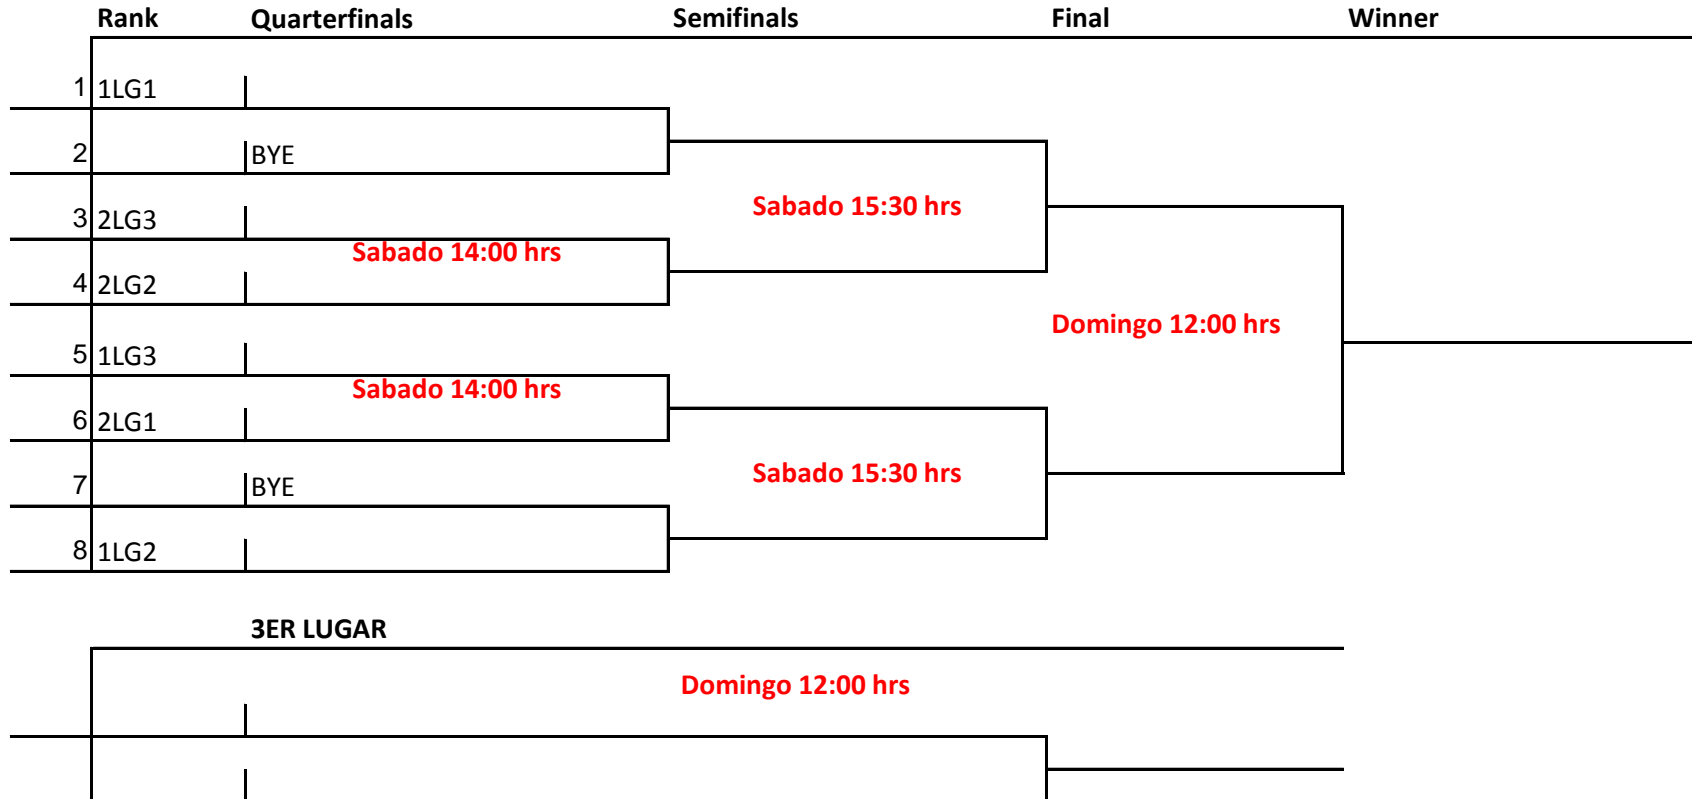 Rank Quarterfinals Semifinals Final Winner
1 1LG1
2 BYE
Sabado 15:30 hrs
3 2LG3
Sabado 14:00 hrs
4 2LG2
Domingo 12:00 hrs
5 1LG3
Sabado 14:00 hrs
6 2LG1
Sabado 15:30 hrs
7 BYE
8 1LG2
3ER LUGAR
Domingo 12:00 hrs